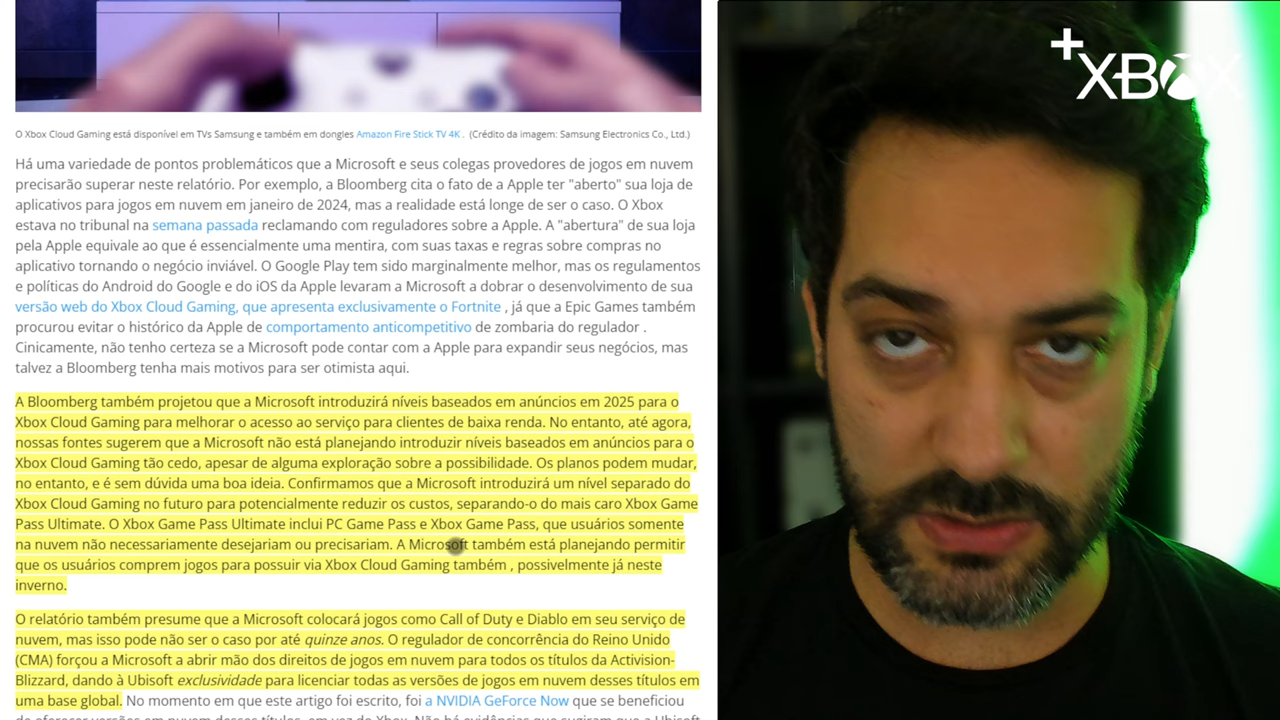 O Xbox Cloud Gaming está disponível em TVs Samsung e também em dongles Amazon Fire Stick TV 4K . (Crédito da imagem: Samsung Electronics Co., Ltd.)
Há uma variedade de pontos problemáticos que a Microsoft e seus colegas provedores de jogos em nuvem
precisarão superar neste relatório. Por exemplo, a Bloomberg cita o fato de a Apple ter "aberto" sua loja de
aplicativos para jogos em nuvem em janeiro de 2024, mas a realidade está longe de ser o caso. O Xbox
estava no tribunal na semana passada reclamando com reguladores sobre a Apple. A "abertura" de sua loja
pela Apple equivale ao que é essencialmente uma mentira, com suas taxas e regras sobre compras no
aplicativo tornando o negócio inviável. O Google Play tem sido marginalmente melhor, mas os regulamentos
e políticas do Android do Google e do iOS da Apple levaram a Microsoft a dobrar o desenvolvimento de sua
versão web do Xbox Cloud Gaming, que apresenta exclusivamente o Fortnite , já que a Epic Games também
procurou evitar o histórico da Apple de comportamento anticompetitivo de zombaria do regulador .
Cinicamente, não tenho certeza se a Microsoft pode contar com a Apple para expandir seus negócios, mas
talvez a Bloomberg tenha mais motivos para ser otimista aqui.
A Bloomberg também projetou que a Microsoft introduzirá níveis baseados em anúncios em 2025 para o
Xbox Cloud Gaming para melhorar o acesso ao serviço para clientes de baixa renda. No entanto, até agora,
nossas fontes sugerem que a Microsoft não está planejando introduzir níveis baseados em anúncios para o
Xbox Cloud Gaming tão cedo, apesar de alguma exploração sobre a possibilidade. Os planos podem mudar,
no entanto, e é sem dúvida uma boa ideia. Confirmamos que a Microsoft introduzirá um nível separado do
Xbox Cloud Gaming no futuro para potencialmente reduzir os custos, separando-o do mais caro Xbox Game
Pass Ultimate. O Xbox Game Pass Ultimate inclui PC Game Pass e Xbox Game Pass, que usuários somente
na nuvem não necessariamente desejariam ou precisariam. A Microsoft também está planejando permitir
que os usuários comprem jogos para possuir via Xbox Cloud Gaming também , possivelmente já neste
inverno.
O relatório também presume que a Microsoft colocará jogos como Call of Duty e Diablo em seu serviço de
nuvem, mas isso pode não ser o caso por até quinze anos. O regulador de concorrência do Reino Unido
(CMA) forçou a Microsoft a abrir mão dos direitos de jogos em nuvem para todos os títulos da Activision-
Blizzard, dando à Ubisoft exclusividade para licenciar todas as versões de jogos em nuvem desses títulos em
uma base global. No momento em que este artigo foi escrito, foi a NVIDIA GeForce Now que se beneficiou
+XBOX